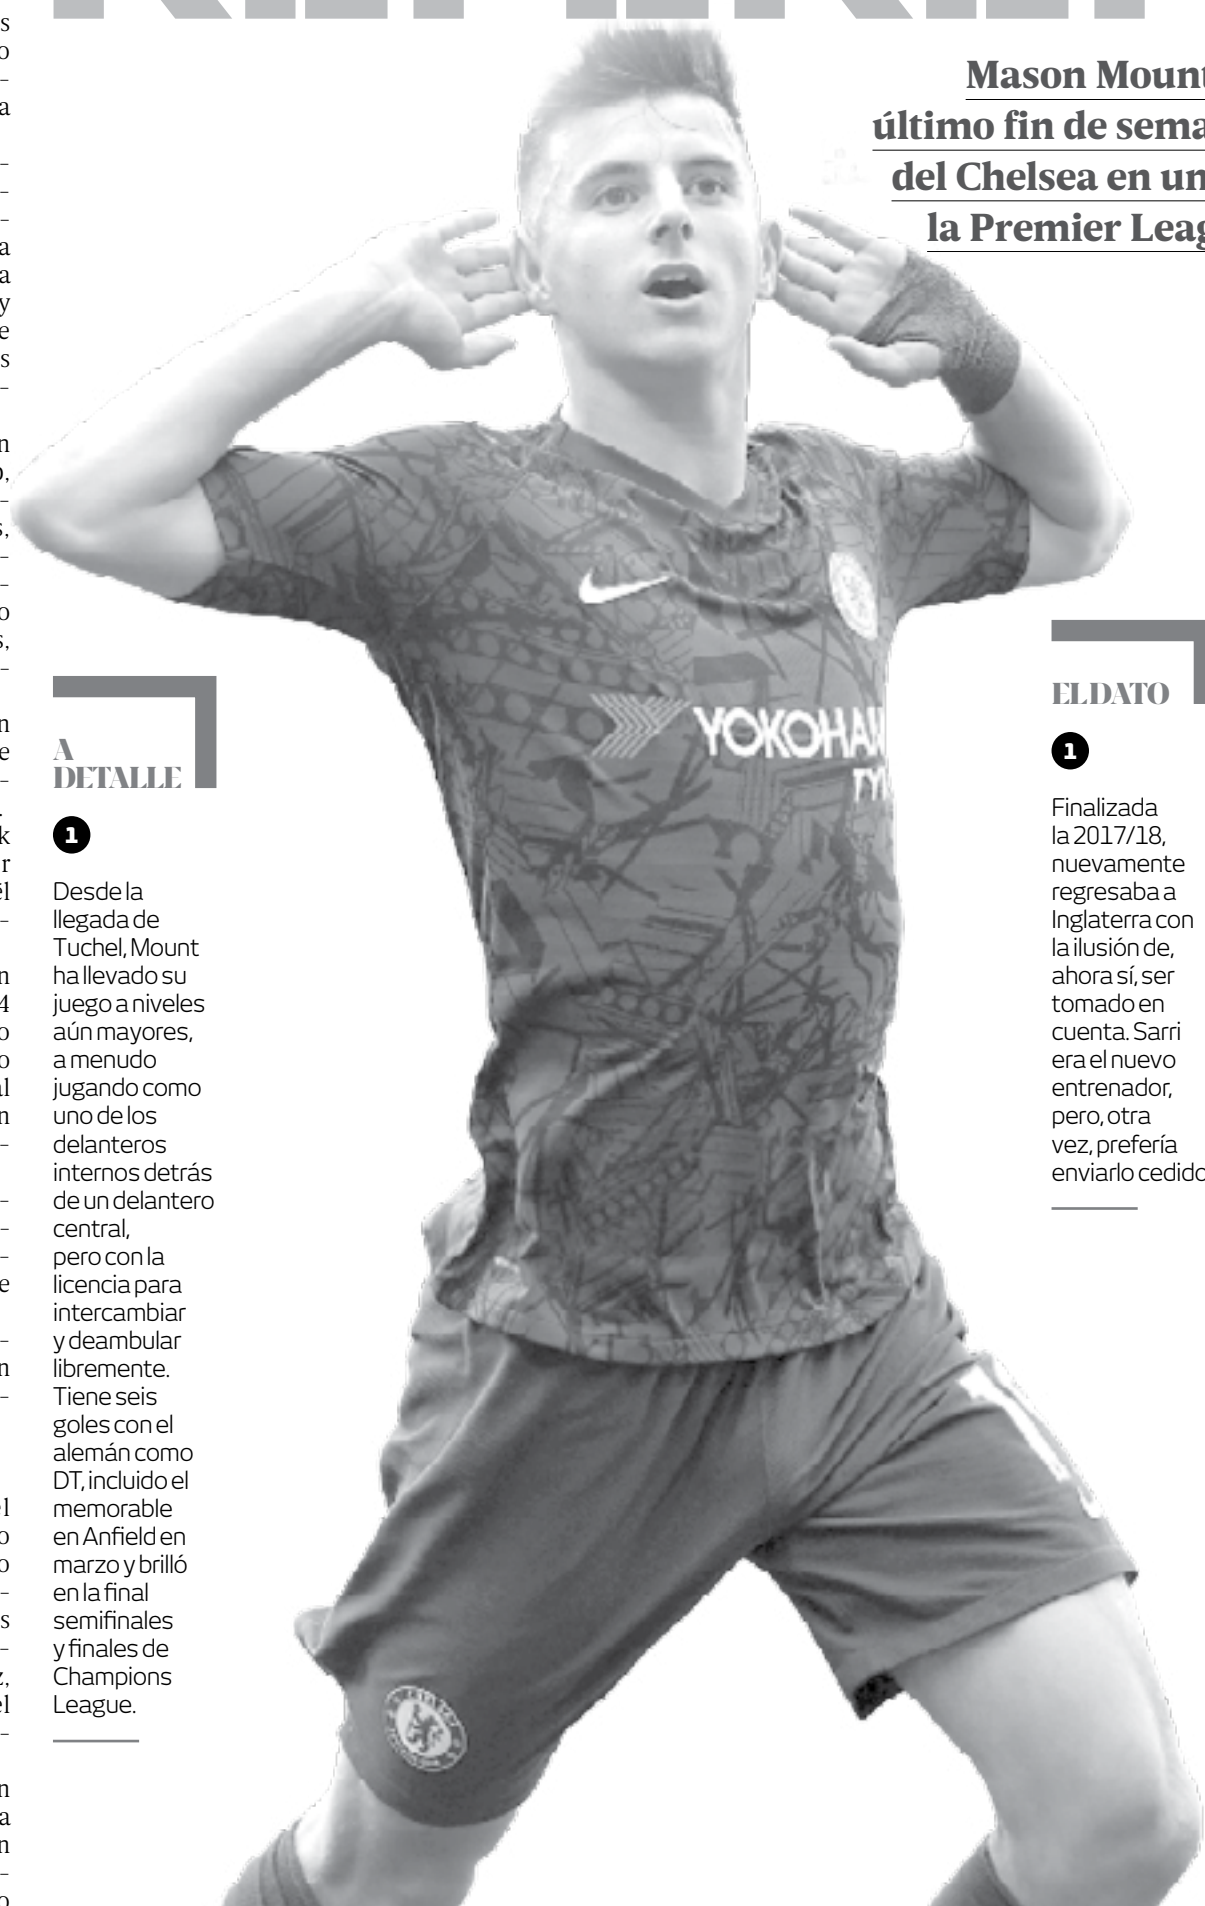 Mason Moun
último fin de sema
del Chelsea en un
la Premier Leag
A
DETALLE
1
Desde la
llegada de
Tuchel, Mount
ha llevado su
juego a niveles
aún mayores,
a menudo
jugando como
uno de los
delanteros
internos detrás
de un delantero
central,
pero con la
licencia para
intercambiar
y deambular
libremente.
Tiene seis
goles con el
alemán como
DT, incluido el
memorable
en Anfield en
marzo y brilló
en la final
semifinales
y finales de
Champions
League.
YOKOHA
TY
EL DATO
1
Finalizada
la 2017/18,
nuevamente
regresaba a
Inglaterra con
la ilusión de,
ahora sí, ser
tomado en
cuenta. Sarri
era el nuevo
entrenador,
pero, otra
vez, prefería
enviarlo cedido